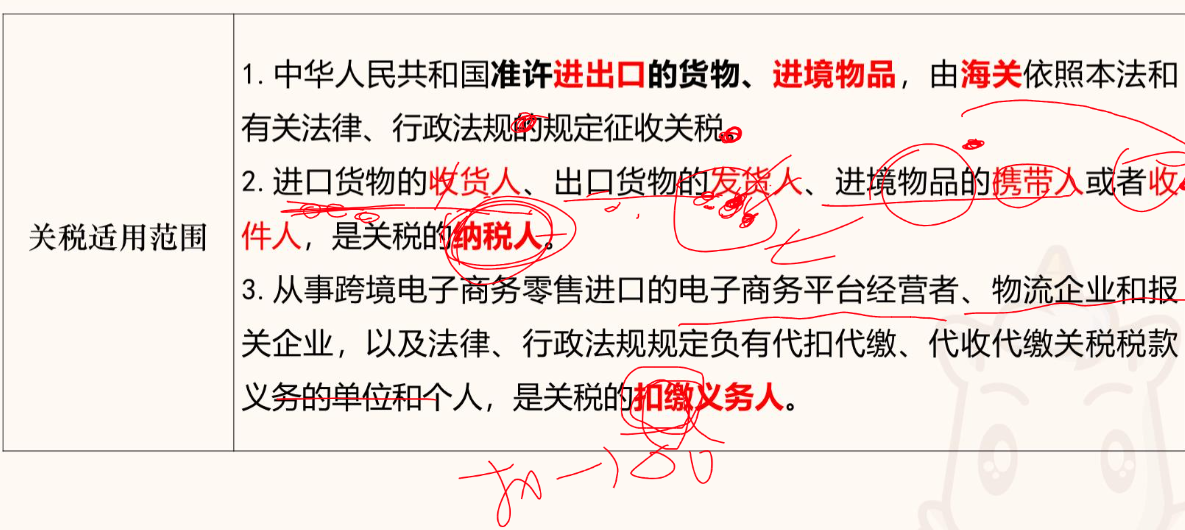 1. 中华人民共和国准许进出口的货物、进境物品，由海关依照本法和
有关法律、行政法规的规定征收关税。
2. 进口货物的收货人、出口货物的发货人、进境物品的携带人或者收
关税适用范围
件人，是关税的纳税人。
3. 从事跨境电子商务零售进口的电子商务平台经营者、物流企业和报
关企业，以及法律、行政法规规定负有代扣代缴、代收代缴关税税款
义务的单位和个人，是关税的扣缴义务人。